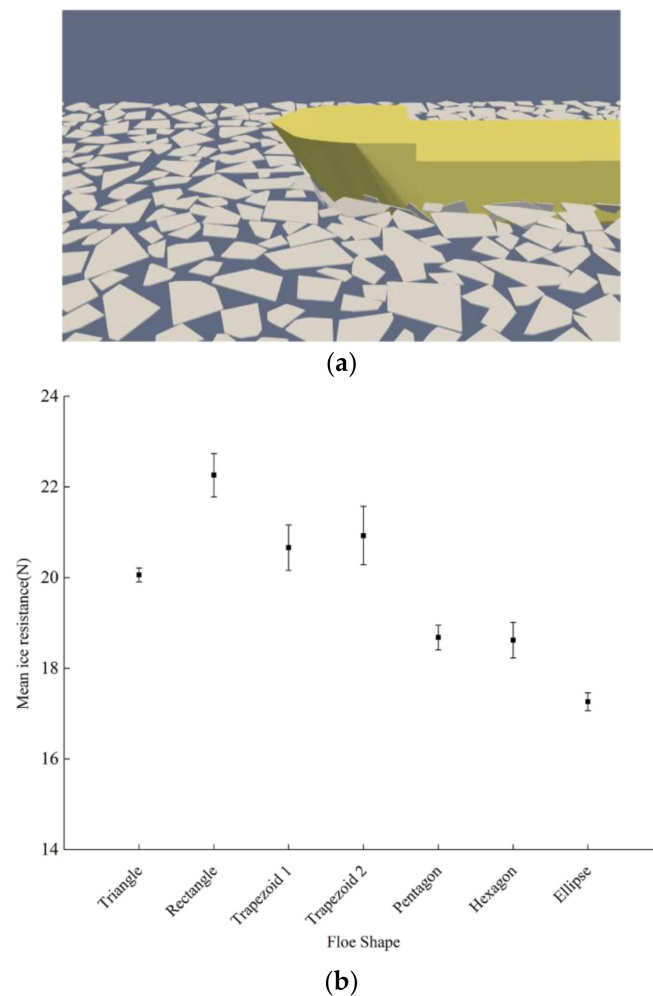 (a)
24
22
20
18
16
14
Mean ice resistance(N)
Triangle
Rectangle
Trapezoid 1
Trapezoid 2
Pentagon
Hexagon
Ellipse
Floe Shape
(b)